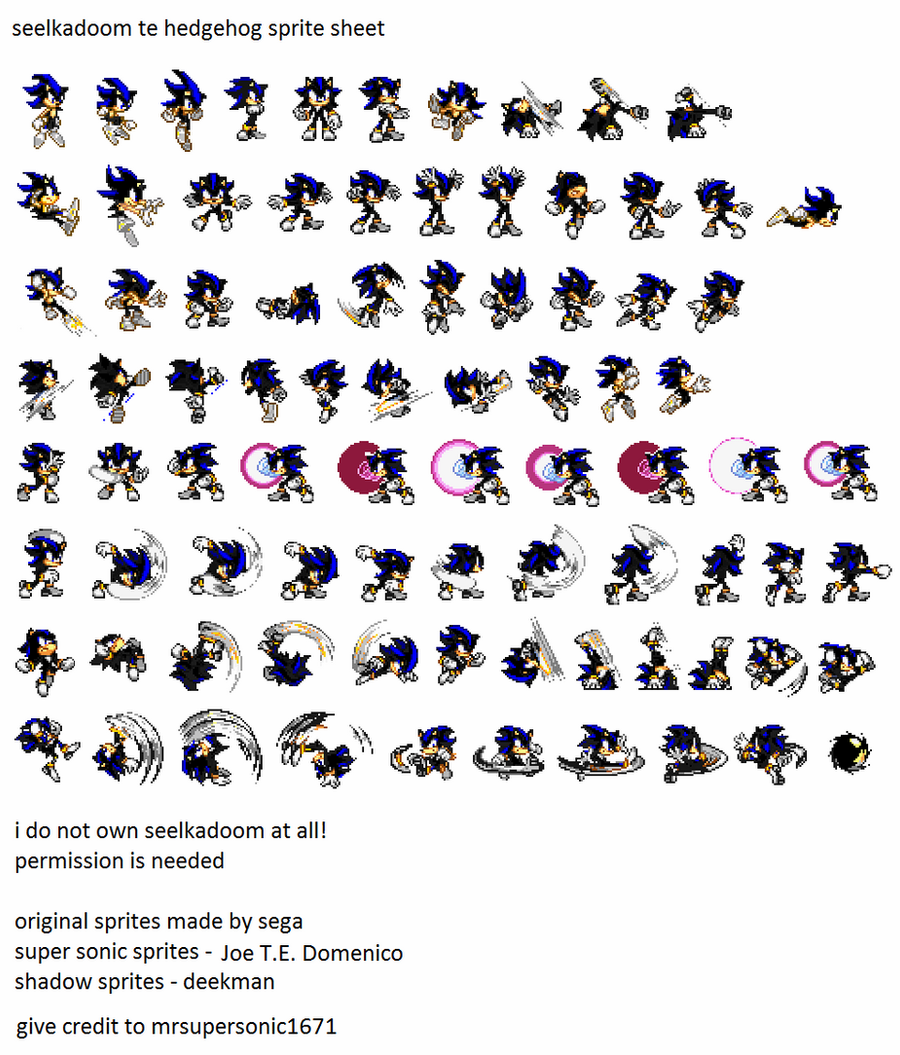 seelkadoom te hedgehog sprite sheet
i do not own seelkadoom at all!
permission is needed
original sprites made by sega
super sonic sprites - Joe T.E. Domenico
shadow sprites - deekman
give credit to mrsupersonic1671